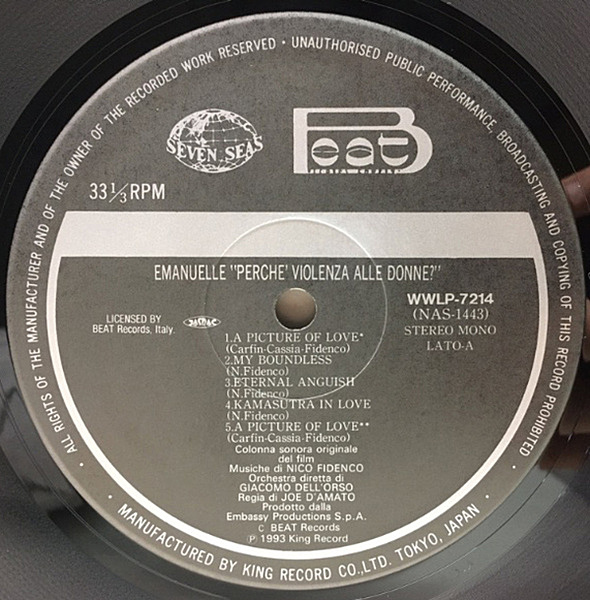 ALL RIGHTS OF THE MANUFACTURER AND OF THE OWNER OF THE RECORDED WORK RESERVED · UNAUTHORISED PUBLIC PERFORMANCE, BROADCASTING AND COPYING OF THIS RECORD PROHIBITED
SEVEN SEAS
Beat
33 1/3 RPM
EMANUELLE "PERCHE' VIOLENZA ALLE DONNE?"
WWLP-7214
(NAS-1443)
LICENSED BY
BEAT Records, Italy.
JASRAC
STEREO MONO
LATO-A
1.A PICTURE OF LOVE*
(Carfin-Cassia-Fidenco)
2.MY BOUNDLESS
(N.Fidenco)
3.ETERNAL ANGUISH
(N.Fidenco)
4.KAMASUTRA IN LOVE
(N.Fidenco)
5.A PICTURE OF LOVE**
(Carfin-Cassia-Fidenco)
Colonna sonora originale
del film
Musiche di NICO FIDENCO
Orchestra diretta di
GIACOMO DELL'ORSO
Regia di JOE D'AMATO
Prodotto dalla
Embassy Productions S.p.A.
C BEAT Records
Ⓟ 1993 King Record
· MANUFACTURED BY KING RECORD CO.,LTD. TOKYO, JAPAN ·